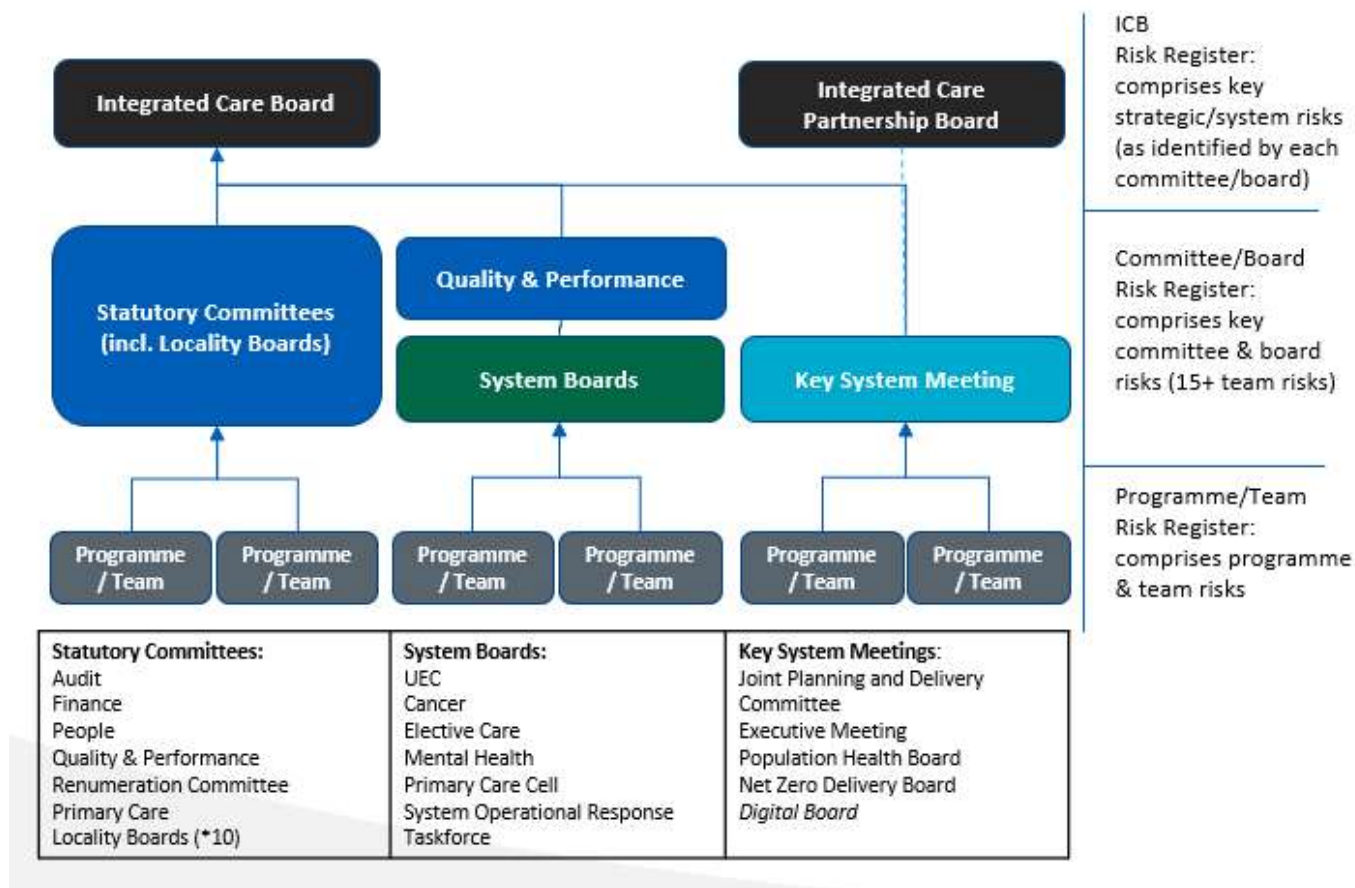 Integrated Care Board
Integrated Care
Partnership Board
ICB
Risk Register:
comprises key
strategic/system risks
(as identified by each
committee/board)
Statutory Committees
(incl. Locality Boards)
Quality & Performance
System Boards
Key System Meeting
Committee/Board
Risk Register:
comprises key
committee & board
risks (15+ team risks)
Programme
/ Team
Programme
/ Team
Programme
/ Team
Programme
/ Team
Programme
/ Team
Programme
/ Team
Programme/Team
Risk Register:
comprises programme
& team risks
Statutory Committees:
Audit
Finance
People
Quality & Performance
Renumeration Committee
Primary Care
Locality Boards (*10)
System Boards:
UEC
Cancer
Elective Care
Mental Health
Primary Care Cell
System Operational Response
Taskforce
Key System Meetings:
Joint Planning and Delivery
Committee
Executive Meeting
Population Health Board
Net Zero Delivery Board
Digital Board